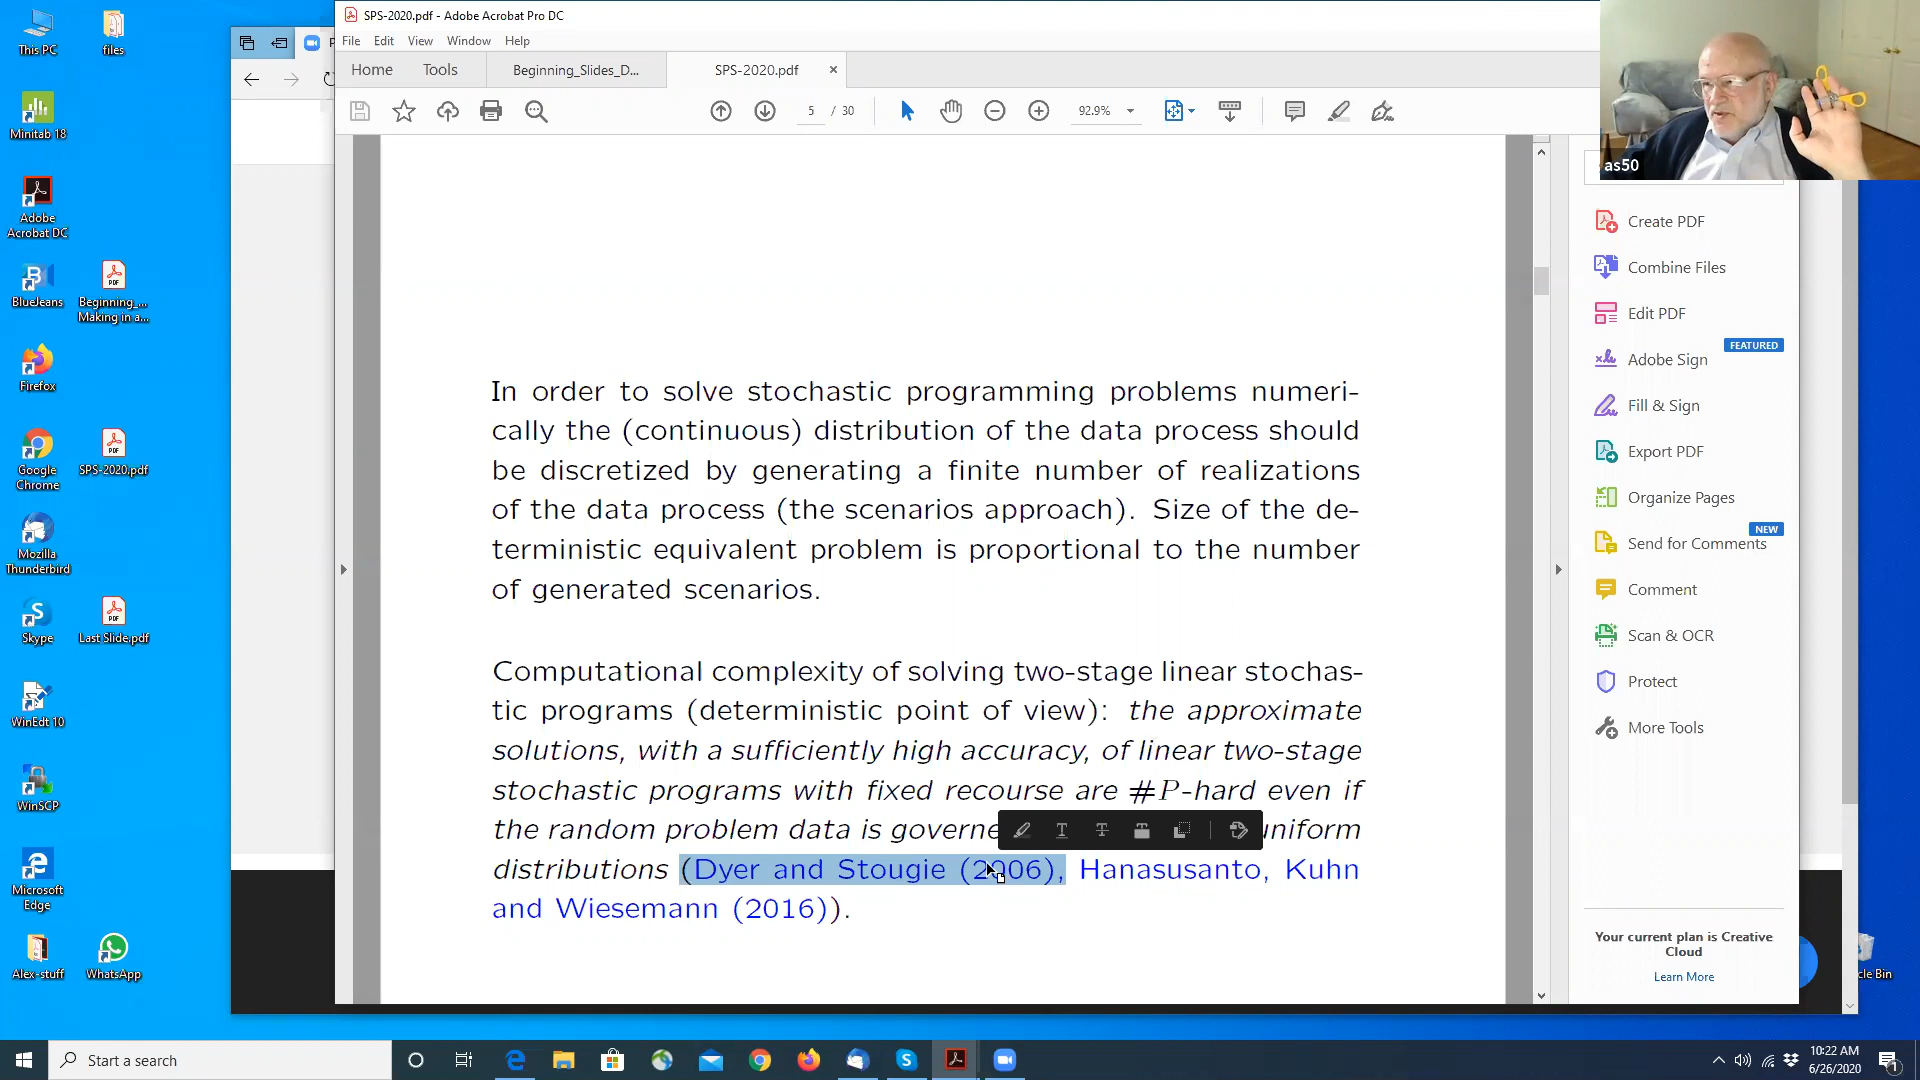 SPS-2020.pdf - Adobe Acrobat Pro DC
File Edit View Window Help
Home Tools Beginning_Slides_D... SPS-2020.pdf ×
5 / 30 92.9%
This PC
files
Minitab 18
Adobe
Acrobat DC
BlueJeans
Beginning_...
Making in a...
Firefox
Google
Chrome
SPS-2020.pdf
Mozilla
Thunderbird
Skype
Last Slide.pdf
WinEdt 10
WinSCP
Microsoft
Edge
Alex-stuff
WhatsApp
In order to solve stochastic programming problems numeri-
cally the (continuous) distribution of the data process should
be discretized by generating a finite number of realizations
of the data process (the scenarios approach). Size of the de-
terministic equivalent problem is proportional to the number
of generated scenarios.
Computational complexity of solving two-stage linear stochas-
tic programs (deterministic point of view): the approximate
solutions, with a sufficiently high accuracy, of linear two-stage
stochastic programs with fixed recourse are #P-hard even if
the random problem data is governe uniform
distributions (Dyer and Stougie (2006), Hanasusanto, Kuhn
and Wiesemann (2016)).
as50
Create PDF
Combine Files
Edit PDF
FEATURED
Adobe Sign
Fill & Sign
Export PDF
Organize Pages
NEW
Send for Comments
Comment
Scan & OCR
Protect
More Tools
Your current plan is Creative
Cloud
Learn More
cle Bin
Start a search
10:22 AM
6/26/2020
1